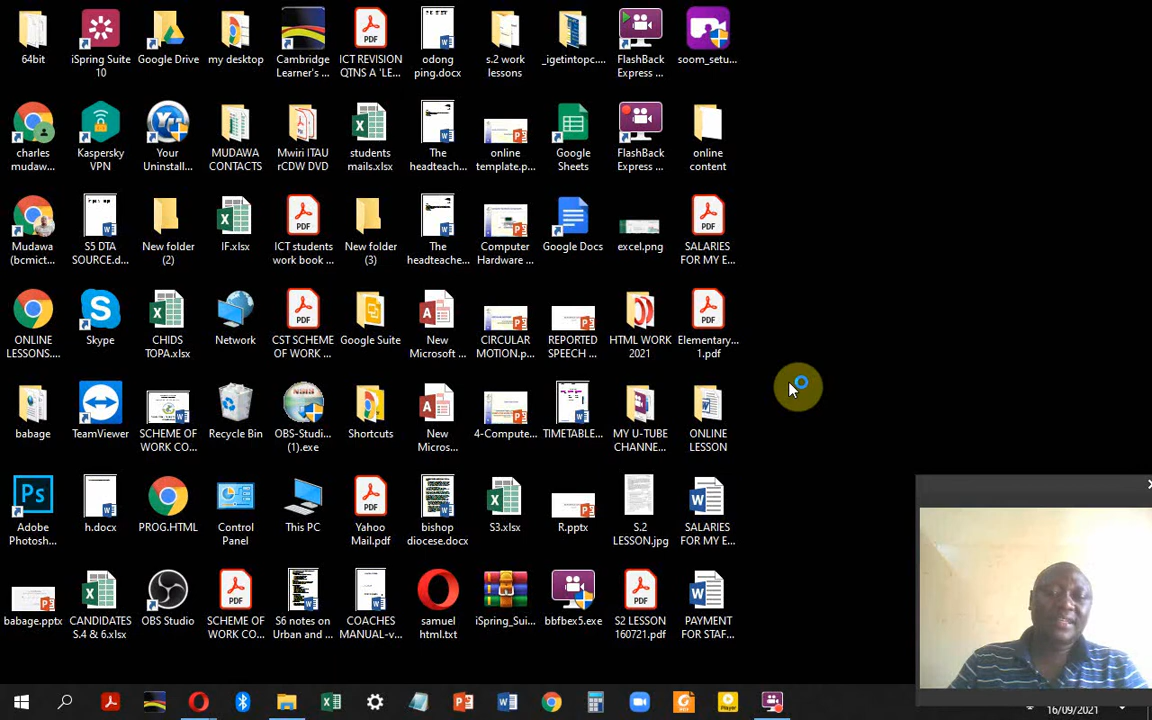 64bit
iSpring Suite
10
Google Drive
my desktop
Cambridge
Learner's ...
ICT REVISION
QTNS A 'LE...
odong
ping.docx
s.2 work
lessons
_igetintopc....
FlashBack
Express ...
soom_setu...
charles
mudaw...
Kaspersky
VPN
Your
Uninstall...
MUDAWA
CONTACTS
Mwiri ITAU
rCDW DVD
students
mails.xlsx
The
headteach...
online
template.p...
Google
Sheets
FlashBack
Express ...
online
content
Mudawa
(bcmict...
S5 DTA
SOURCE.d...
New folder
(2)
IF.xlsx
ICT students
work book ...
New folder
(3)
The
headteache...
Computer
Hardware ...
Google Docs
excel.png
SALARIES
FOR MY E...
ONLINE
LESSONS....
Skype
CHIDS
TOPA.xlsx
Network
CST SCHEME
OF WORK ...
Google Suite
New
Microsoft ...
CIRCULAR
MOTION.p...
REPORTED
SPEECH ...
HTML WORK
2021
Elementary...
1.pdf
babage
TeamViewer
SCHEME OF
WORK CO...
Recycle Bin
OBS-Studi...
(1).exe
Shortcuts
New
Micros...
4-Compute...
TIMETABLE...
MY U-TUBE
CHANNE...
ONLINE
LESSON
Adobe
Photosh...
h.docx
PROG.HTML
Control
Panel
This PC
Yahoo
Mail.pdf
bishop
diocese.docx
S3.xlsx
R.pptx
S.2
LESSON.jpg
SALARIES
FOR MY E...
babage.pptx
CANDIDATES
S.4 & 6.xlsx
OBS Studio
SCHEME OF
WORK CO...
S6 notes on
Urban and ...
COACHES
MANUAL-v...
samuel
html.txt
iSpring_Sui...
bbfbex5.exe
S2 LESSON
160721.pdf
PAYMENT
FOR STAF...
16/09/2021